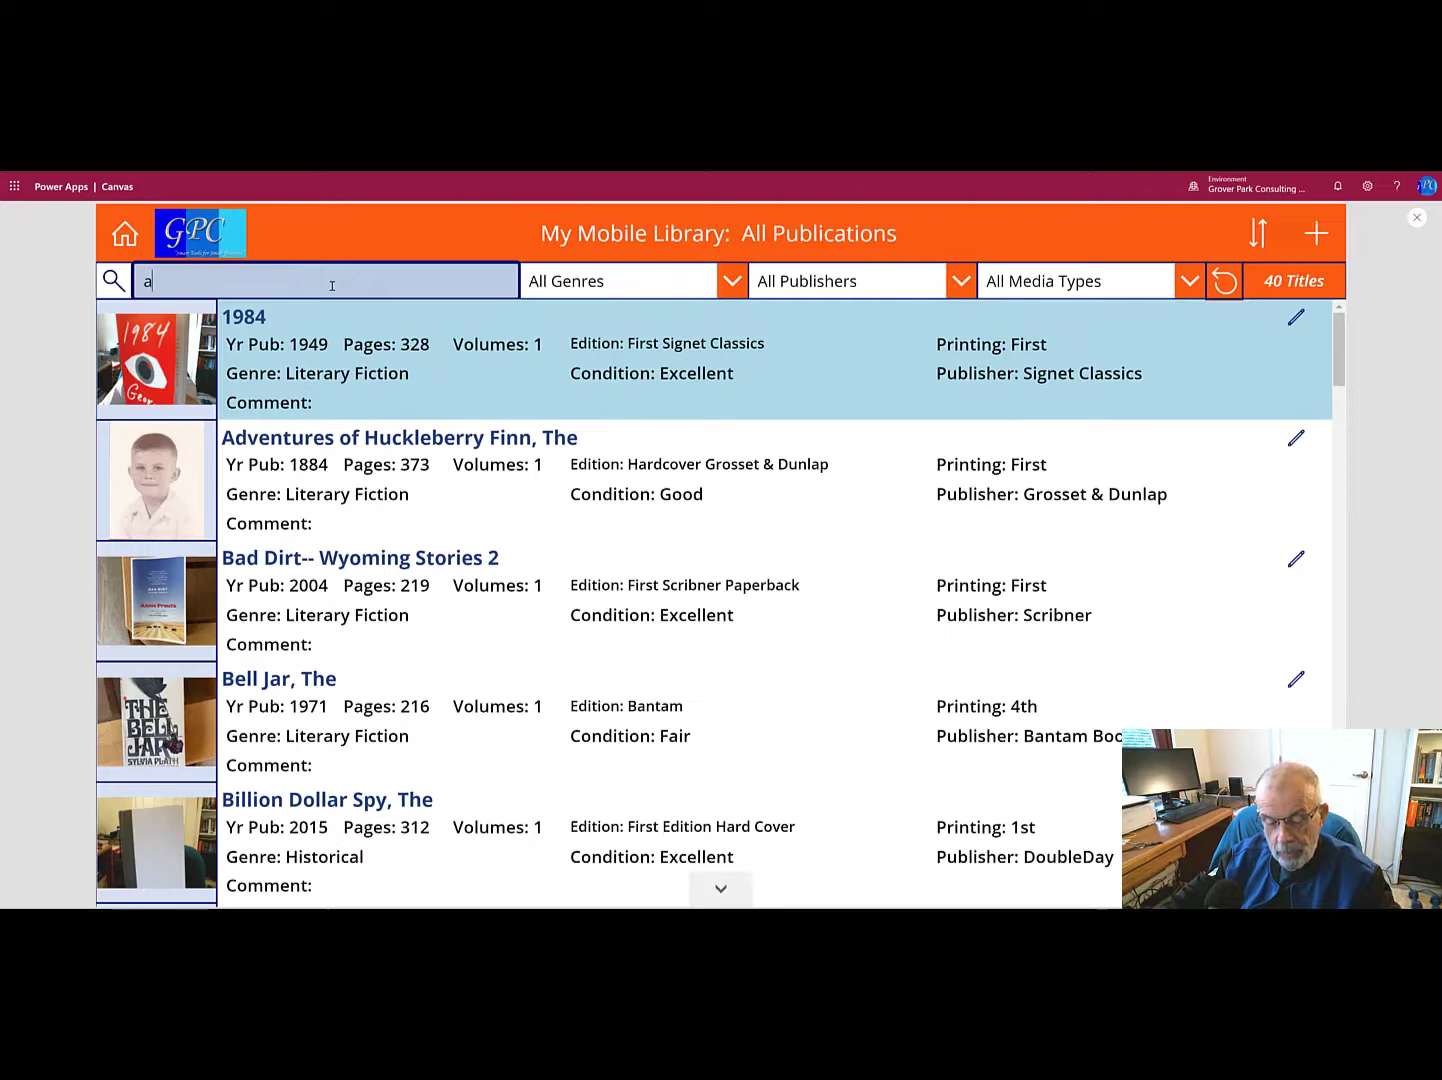 Power Apps | Canvas
Environment
Grover Park Consulting ...
?
GPC
My Mobile Library: All Publications
a
All Genres
All Publishers
All Media Types
40 Titles
1984
Yr Pub: 1949 Pages: 328 Volumes: 1 Edition: First Signet Classics Printing: First
Genre: Literary Fiction Condition: Excellent Publisher: Signet Classics
Comment:
1984
Geor
Adventures of Huckleberry Finn, The
Yr Pub: 1884 Pages: 373 Volumes: 1 Edition: Hardcover Grosset & Dunlap Printing: First
Genre: Literary Fiction Condition: Good Publisher: Grosset & Dunlap
Comment:
Bad Dirt-- Wyoming Stories 2
Yr Pub: 2004 Pages: 219 Volumes: 1 Edition: First Scribner Paperback Printing: First
Genre: Literary Fiction Condition: Excellent Publisher: Scribner
Comment:
Bell Jar, The
Yr Pub: 1971 Pages: 216 Volumes: 1 Edition: Bantam Printing: 4th
Genre: Literary Fiction Condition: Fair Publisher: Bantam Boo
Comment:
THE
BELL
JAR
SYLVIA PLATH
Billion Dollar Spy, The
Yr Pub: 2015 Pages: 312 Volumes: 1 Edition: First Edition Hard Cover Printing: 1st
Genre: Historical Condition: Excellent Publisher: DoubleDay
Comment: